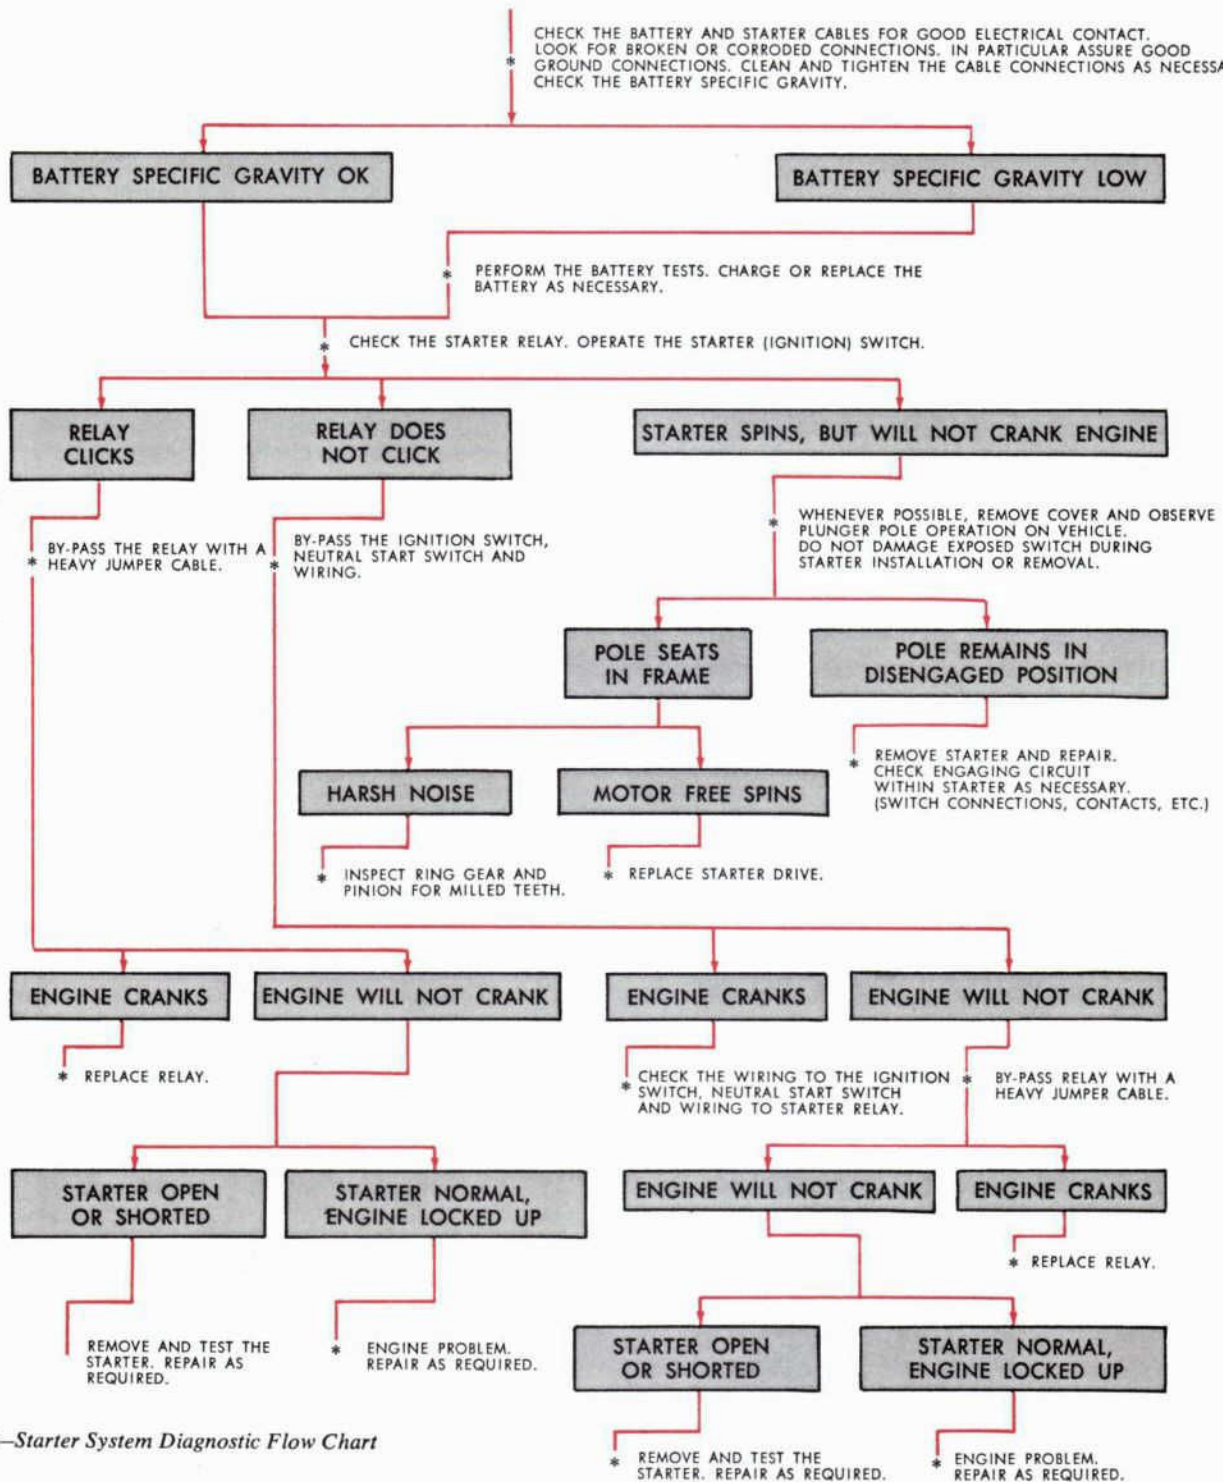 CHECK THE BATTERY AND STARTER CABLES FOR GOOD ELECTRICAL CONTACT.
LOOK FOR BROKEN OR CORRODED CONNECTIONS. IN PARTICULAR ASSURE GOOD
GROUND CONNECTIONS. CLEAN AND TIGHTEN THE CABLE CONNECTIONS AS NECESSA
* CHECK THE BATTERY SPECIFIC GRAVITY.
BATTERY SPECIFIC GRAVITY OK
BATTERY SPECIFIC GRAVITY LOW
* PERFORM THE BATTERY TESTS. CHARGE OR REPLACE THE
BATTERY AS NECESSARY.
* CHECK THE STARTER RELAY. OPERATE THE STARTER (IGNITION) SWITCH.
RELAY
CLICKS
RELAY DOES
NOT CLICK
STARTER SPINS, BUT WILL NOT CRANK ENGINE
* BY-PASS THE RELAY WITH A
HEAVY JUMPER CABLE.
* BY-PASS THE IGNITION SWITCH,
NEUTRAL START SWITCH AND
WIRING.
* WHENEVER POSSIBLE, REMOVE COVER AND OBSERVE
PLUNGER POLE OPERATION ON VEHICLE.
DO NOT DAMAGE EXPOSED SWITCH DURING
STARTER INSTALLATION OR REMOVAL.
POLE SEATS
IN FRAME
POLE REMAINS IN
DISENGAGED POSITION
* REMOVE STARTER AND REPAIR.
CHECK ENGAGING CIRCUIT
WITHIN STARTER AS NECESSARY.
(SWITCH CONNECTIONS, CONTACTS, ETC.)
HARSH NOISE
MOTOR FREE SPINS
* INSPECT RING GEAR AND
PINION FOR MILLED TEETH.
* REPLACE STARTER DRIVE.
ENGINE CRANKS
ENGINE WILL NOT CRANK
ENGINE CRANKS
ENGINE WILL NOT CRANK
* REPLACE RELAY.
* CHECK THE WIRING TO THE IGNITION
SWITCH, NEUTRAL START SWITCH
AND WIRING TO STARTER RELAY.
* BY-PASS RELAY WITH A
HEAVY JUMPER CABLE.
STARTER OPEN
OR SHORTED
STARTER NORMAL,
ENGINE LOCKED UP
ENGINE WILL NOT CRANK
ENGINE CRANKS
* REPLACE RELAY.
REMOVE AND TEST THE
STARTER. REPAIR AS
REQUIRED.
* ENGINE PROBLEM.
REPAIR AS REQUIRED.
STARTER OPEN
OR SHORTED
STARTER NORMAL,
ENGINE LOCKED UP
—Starter System Diagnostic Flow Chart
* REMOVE AND TEST THE
STARTER. REPAIR AS REQUIRED.
* ENGINE PROBLEM.
REPAIR AS REQUIRED.